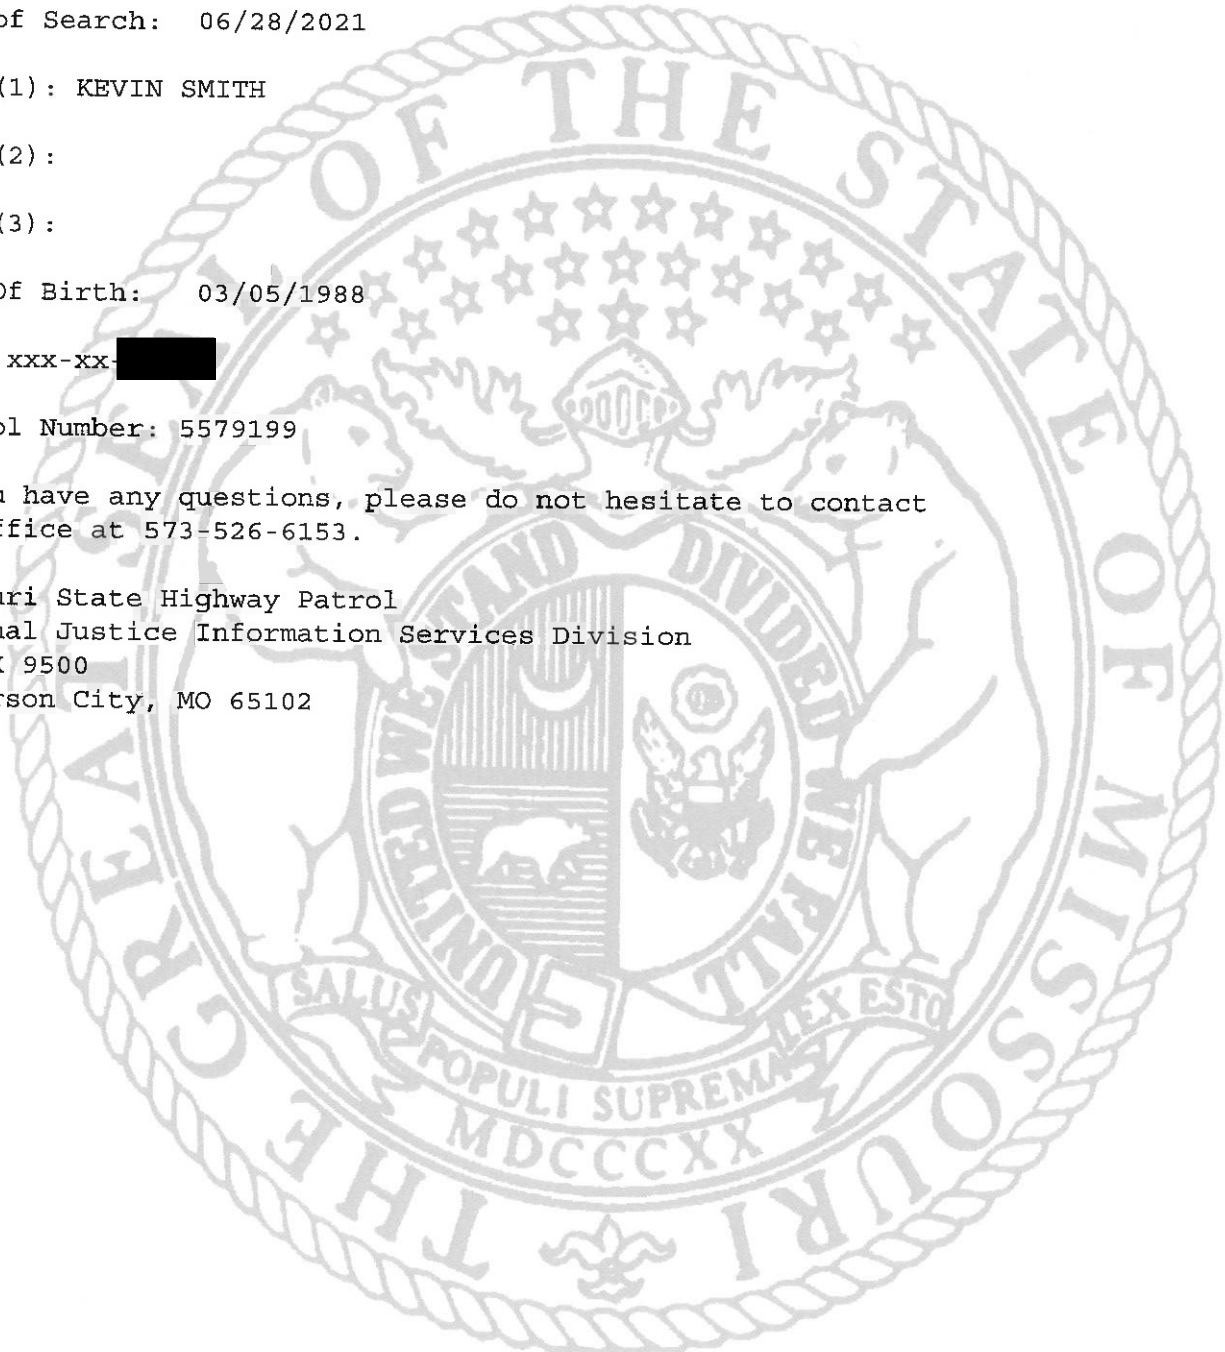 of Search:  06/28/2021
(1): KEVIN SMITH
(2):
(3):
Of Birth:   03/05/1988
xxx-xx-
ol Number: 5579199
u have any questions, please do not hesitate to contact
ffice at 573-526-6153.
uri State Highway Patrol
nal Justice Information Services Division
X 9500
rson City, MO 65102
THE GREAT SEAL OF THE STATE OF MISSOURI
UNITED WE STAND DIVIDED WE FALL
SALUS POPULI SUPREMA LEX ESTO
MDCCCXX